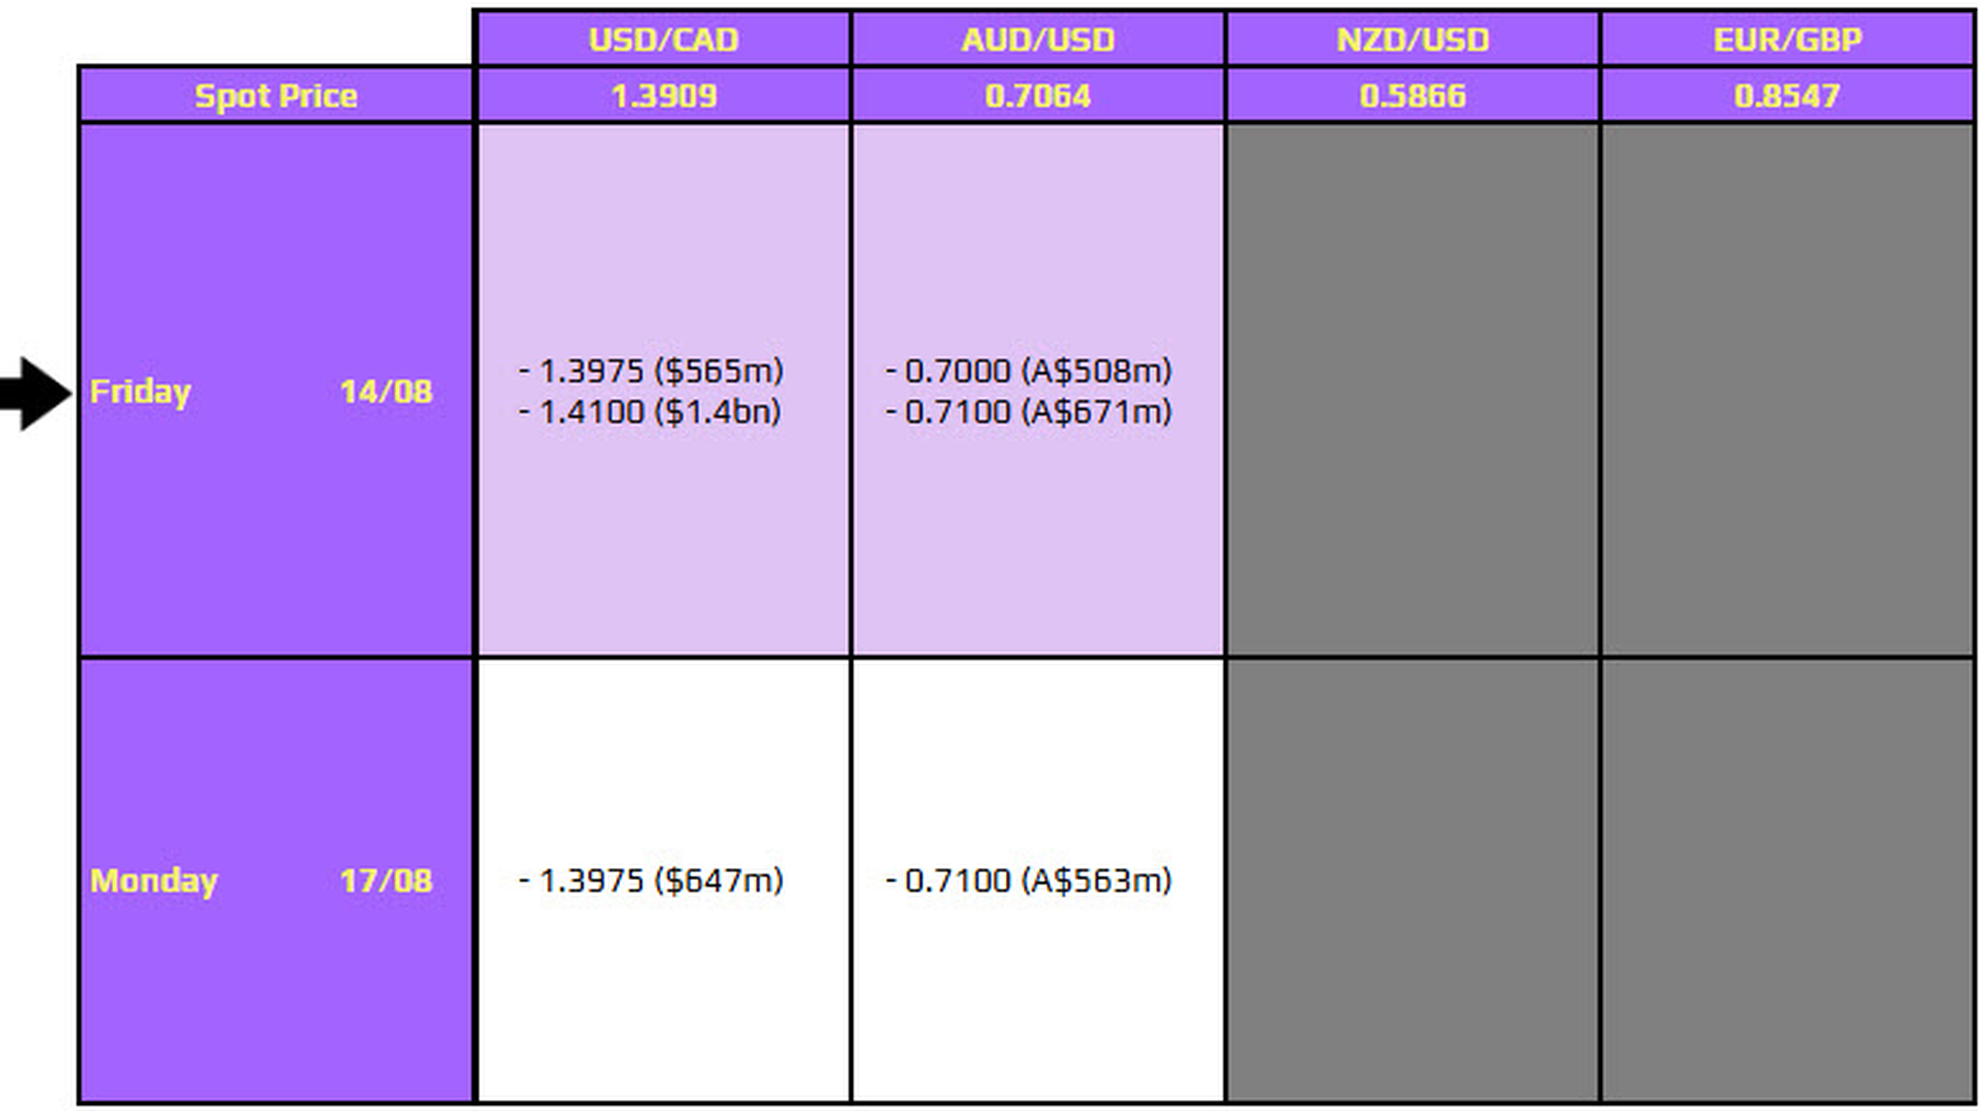 USD/CAD AUD/USD NZD/USD EUR/GBP
Spot Price 1.3909 0.7064 0.5866 0.8547
- 1.3975 ($565m) - 0.7000 (A$508m)
Friday 14/08
- 1.4100 ($1.4bn) - 0.7100 (A$671m)
Monday 17/08 - 1.3975 ($647m) - 0.7100 (A$563m)